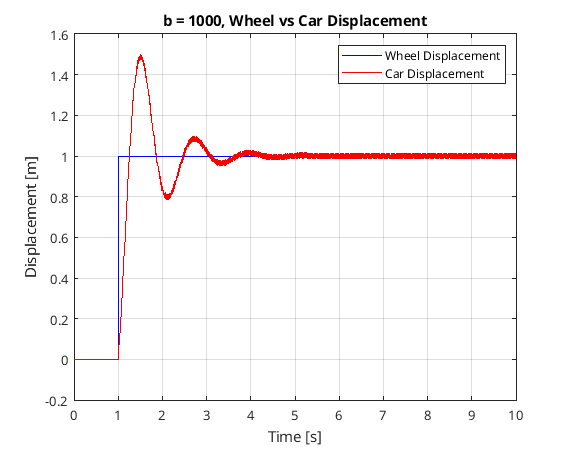 b = 1000, Wheel vs Car Displacement
Wheel Displacement
Car Displacement
1.6
1.4
1.2
1
0.8
0.6
0.4
0.2
0
-0.2
Displacement [m]
0 1 2 3 4 5 6 7 8 9 10
Time [s]